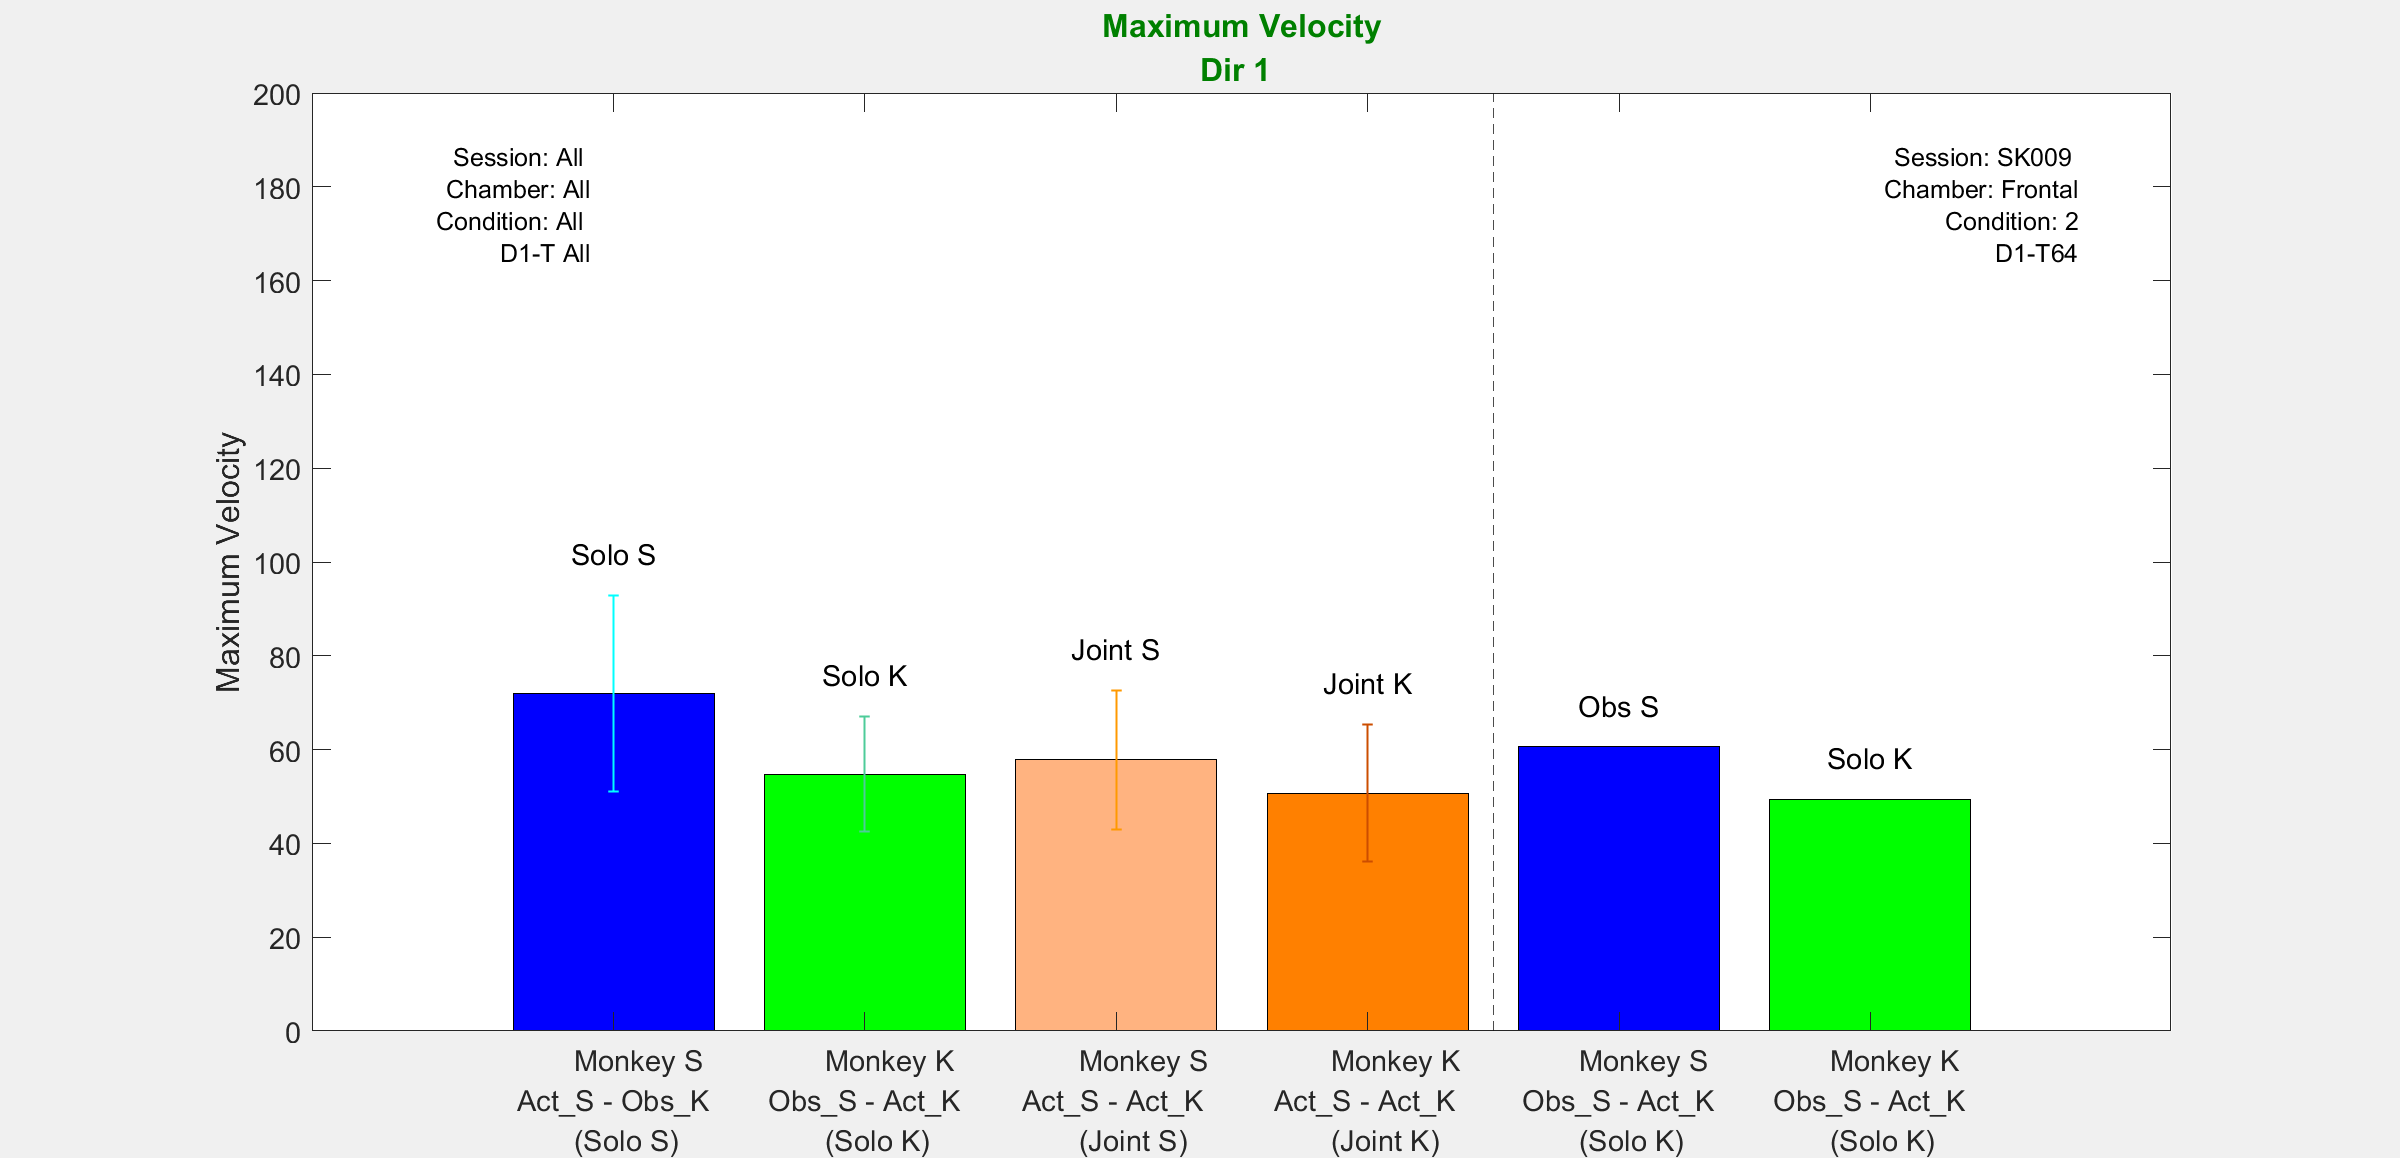 Maximum Velocity
Dir 1
Session: All
Chamber: All
Condition: All
D1-T All
Session: SK009
Chamber: Frontal
Condition: 2
D1-T64
Maximum Velocity
200
180
160
140
120
100
80
60
40
20
0
Solo S
Solo K
Joint S
Joint K
Obs S
Solo K
Monkey S
Act_S - Obs_K
(Solo S)
Monkey K
Obs_S - Act_K
(Solo K)
Monkey S
Act_S - Act_K
(Joint S)
Monkey K
Act_S - Act_K
(Joint K)
Monkey S
Obs_S - Act_K
(Solo K)
Monkey K
Obs_S - Act_K
(Solo K)